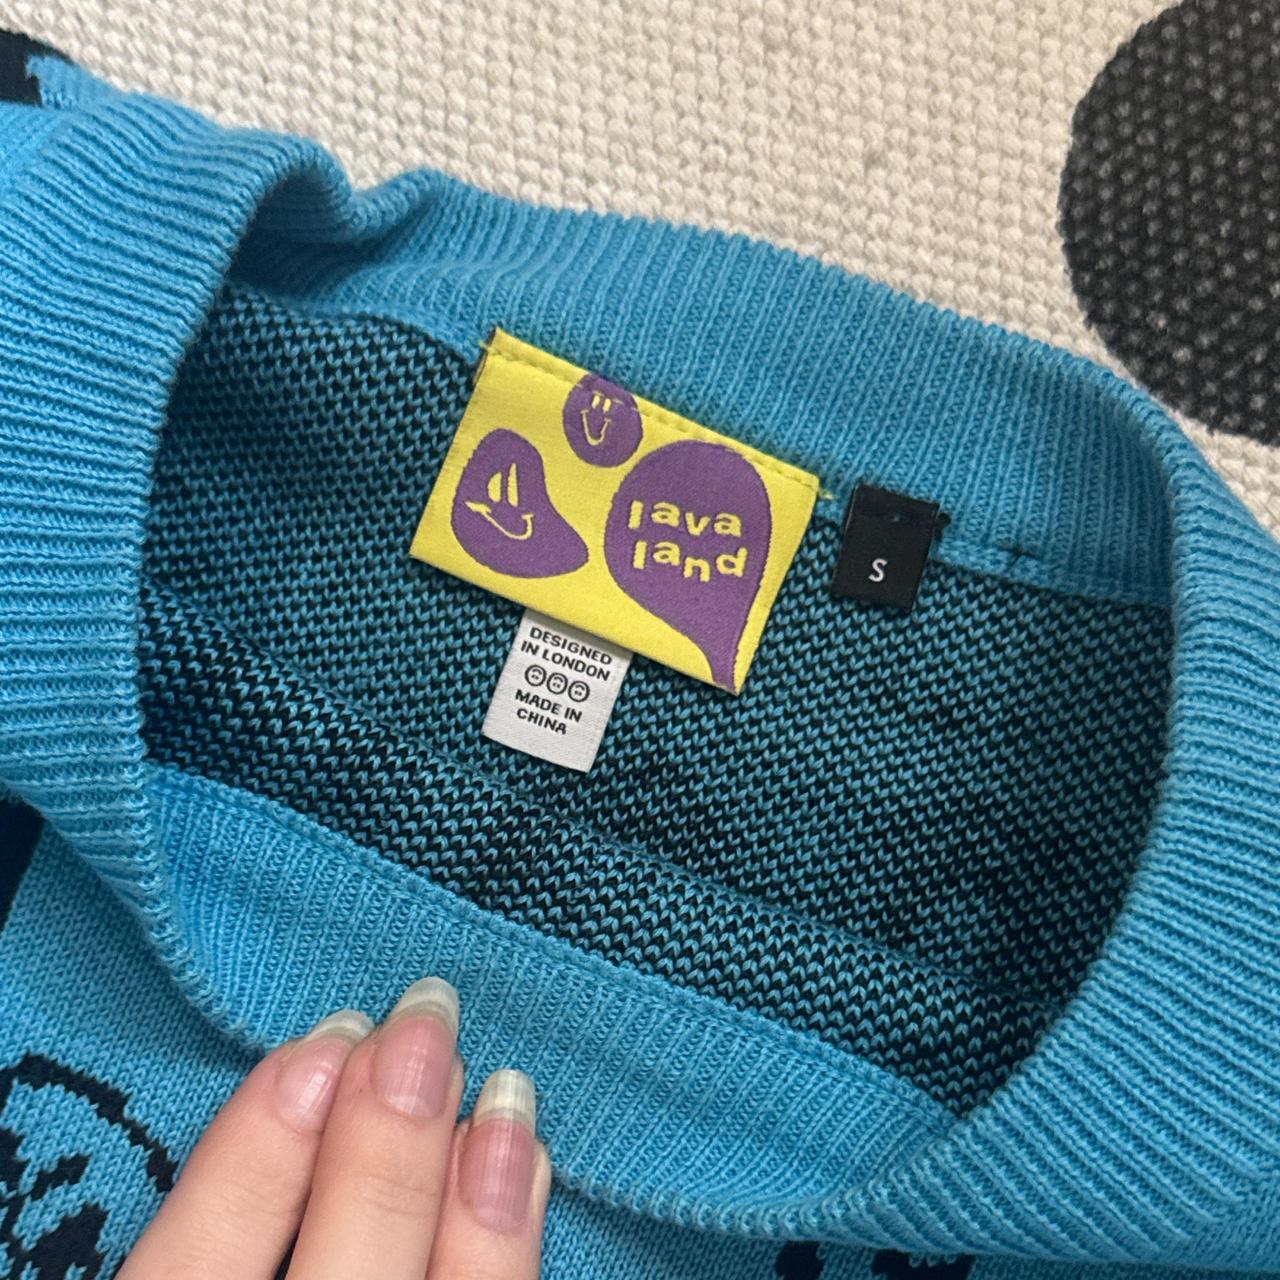 lava
land
S
DESIGNED
IN LONDON
MADE IN
CHINA